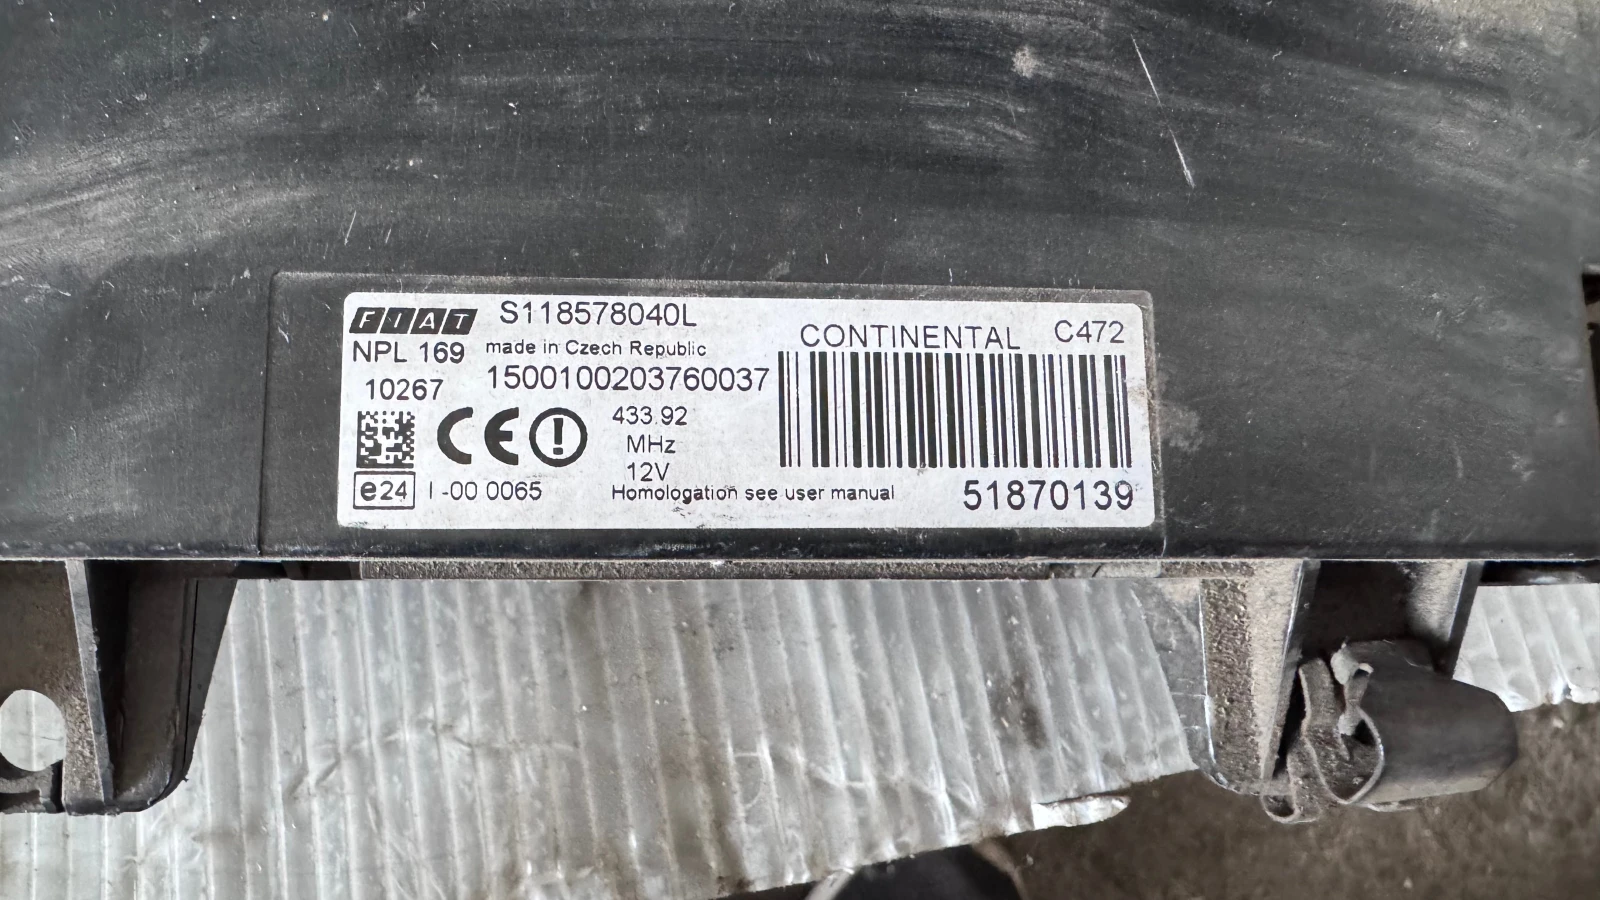 FIAT S118578040L
CONTINENTAL C472
NPL 169 made in Czech Republic
10267 1500100203760037
CE 433.92
MHz
12V
e24 I -00 0065 Homologation see user manual 51870139